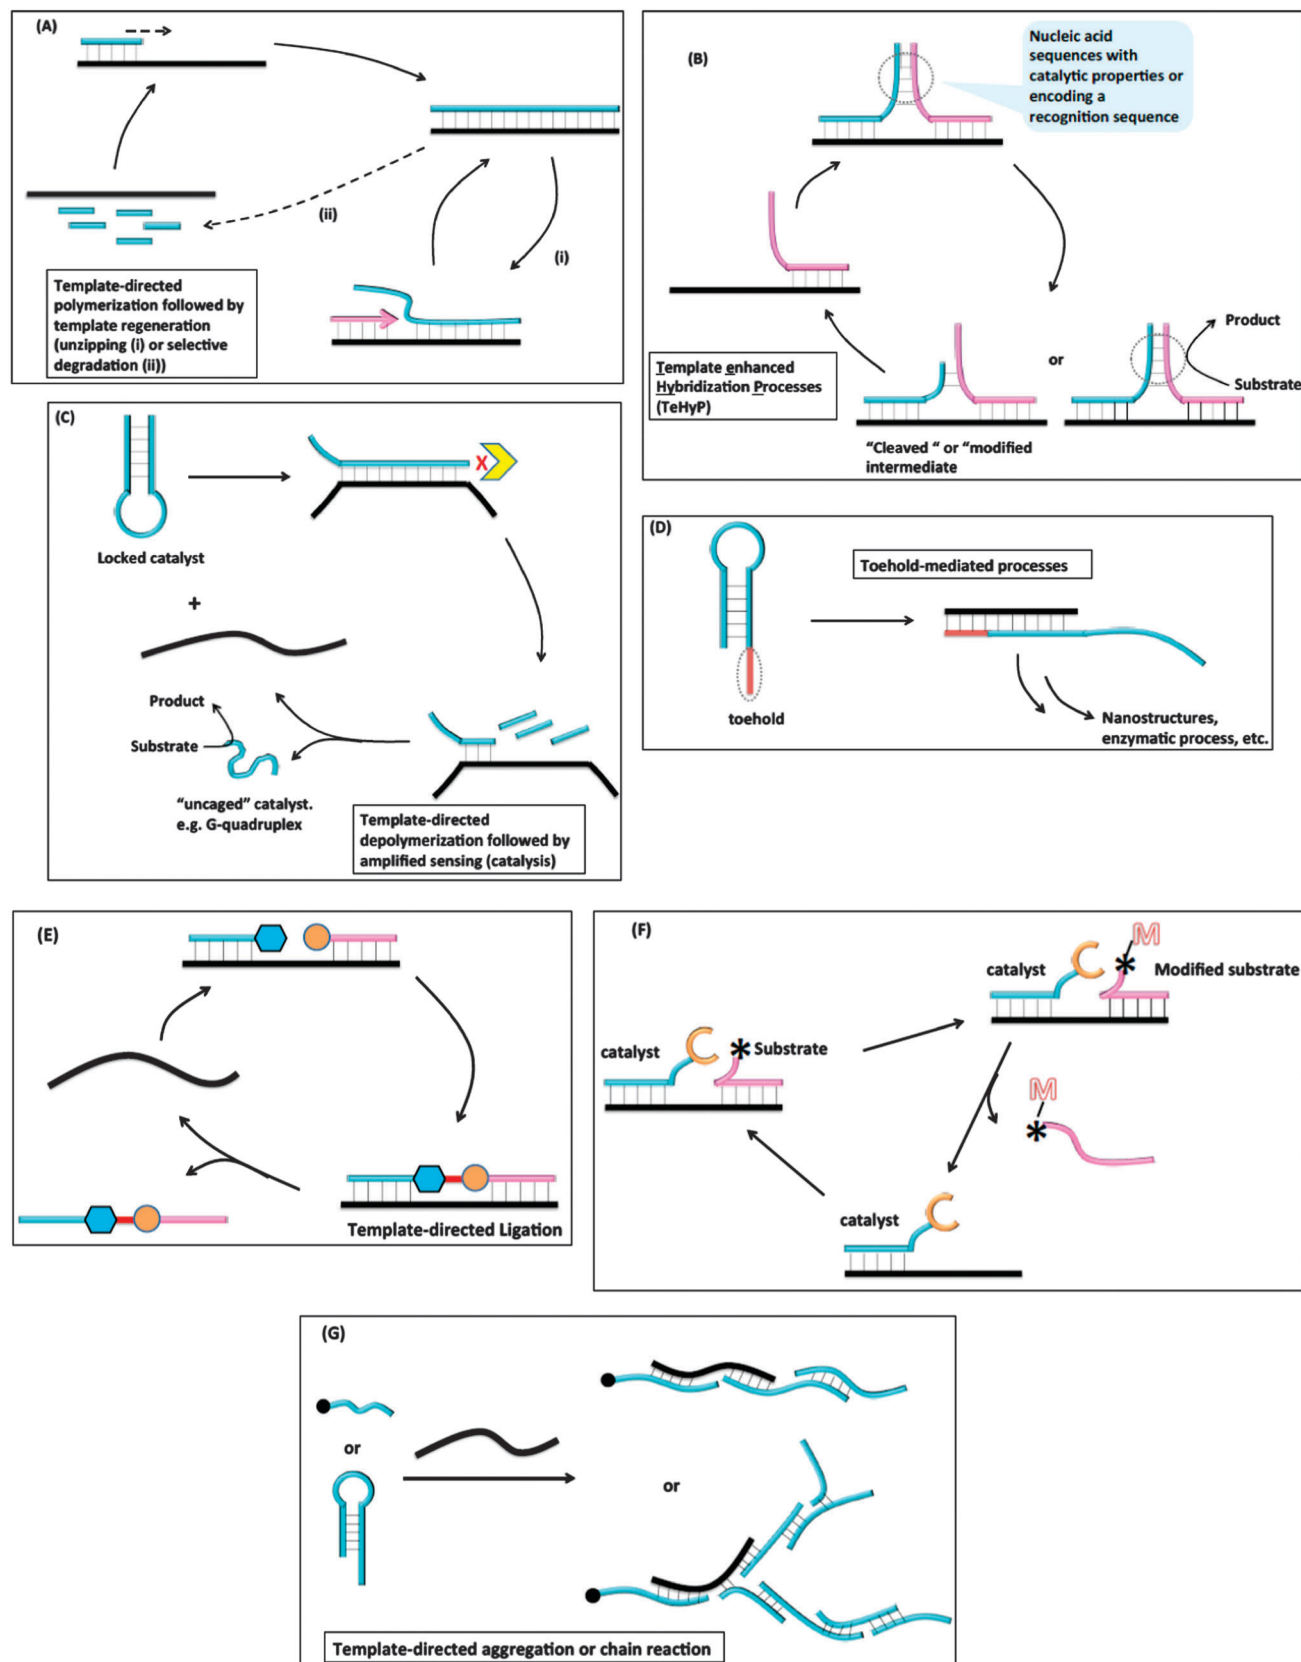 (A)
(ii)
(i)
Template-directed
polymerization followed by
template regeneration
(unzipping (i) or selective
degradation (ii))
(B)
Nucleic acid
sequences with
catalytic properties or
encoding a
recognition sequence
Product
or
Substrate
Template enhanced
Hybridization Processes
(TeHyP)
"Cleaved " or "modified
intermediate
(C)
X
Locked catalyst
+
Product
Substrate
"uncaged" catalyst.
e.g. G-quadruplex
Template-directed
depolymerization followed by
amplified sensing (catalysis)
(D)
Toehold-mediated processes
toehold
Nanostructures,
enzymatic process, etc.
(E)
Template-directed Ligation
(F)
M
catalyst
*
Modified substrate
catalyst
*
Substrate
M
*
catalyst
(G)
or
or
Template-directed aggregation or chain reaction